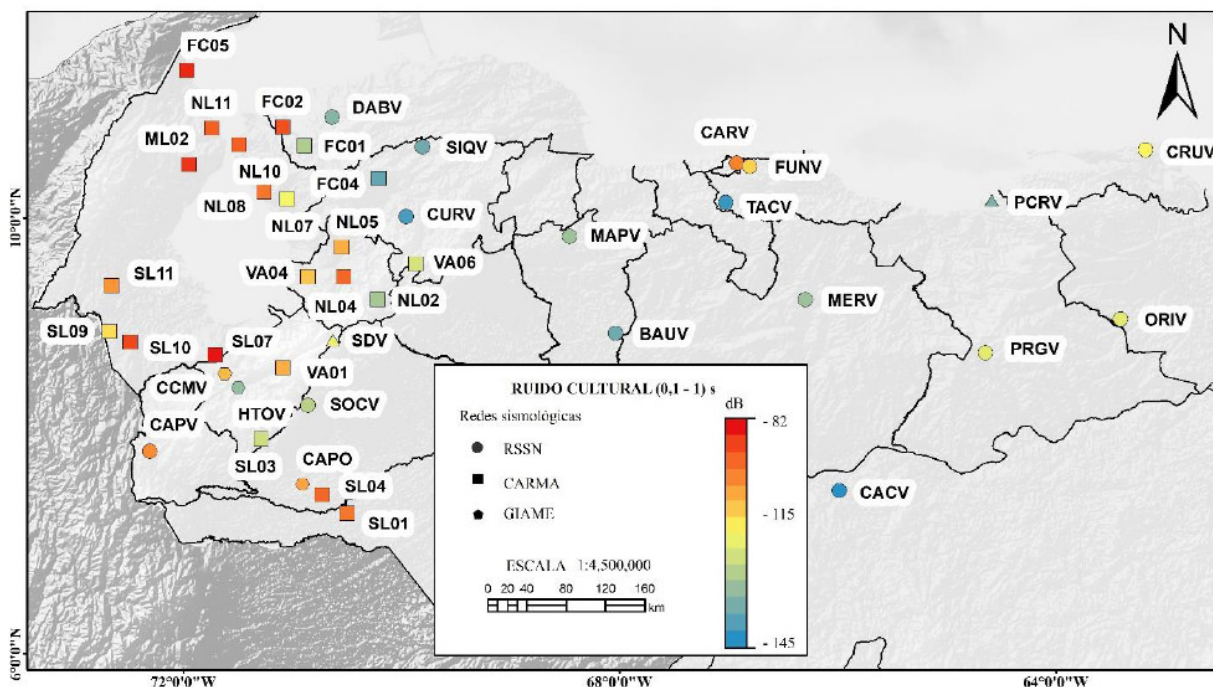 N
FC05
NL11
FC02
DABV
ML02
FC01
SIQV
CARV
FUNV
CRUV
NL10
FC04
NL08
NL07
NL05
CURV
TACV
PCRV
10°0'0"N
MAPV
SL11
VA04
VA06
NL04
NL02
MERV
SL09
SL10
SL07
SDV
BAUV
ORIV
PRGV
CCMV
VA01
CAPV
HTOV
SOCV
SL03
CAPO
SL04
SL01
CACV
RUIDO CULTURAL (0,1 - 1) s
Redes sismológicas
dB
RSSN
- 82
CARMA
GIAME
- 115
ESCALA 1:4,500,000
0 20 40 80 120 160
km
- 145
6°0'0"N
72°0'0"W
68°0'0"W
64°0'0"W